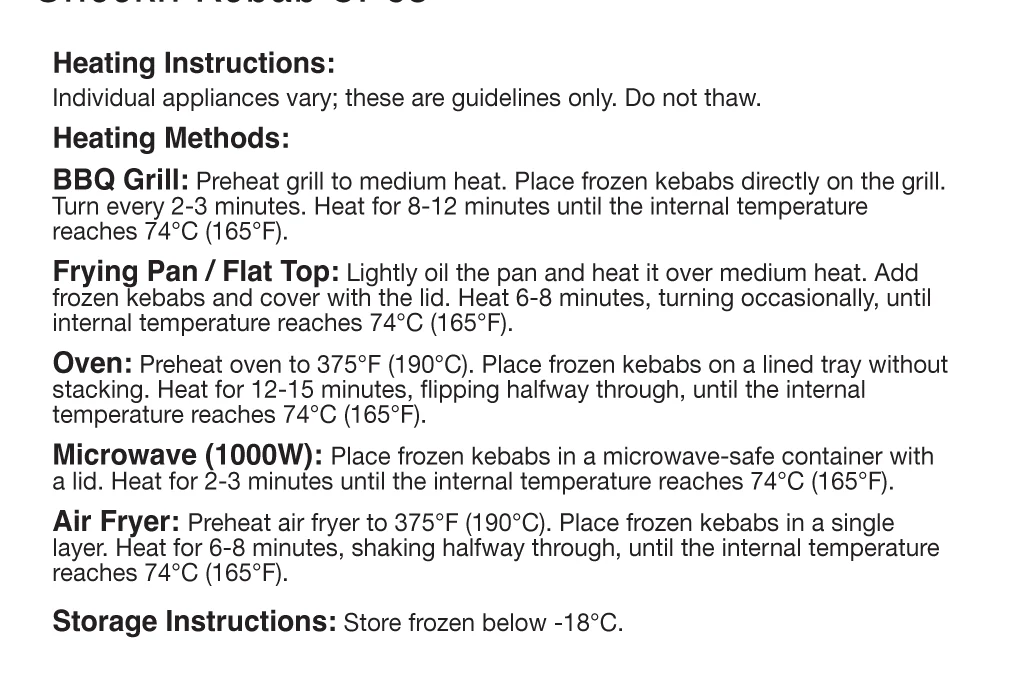 Heating Instructions:
Individual appliances vary; these are guidelines only. Do not thaw.
Heating Methods:
BBQ Grill: Preheat grill to medium heat. Place frozen kebabs directly on the grill.
Turn every 2-3 minutes. Heat for 8-12 minutes until the internal temperature
reaches 74°C (165°F).
Frying Pan / Flat Top: Lightly oil the pan and heat it over medium heat. Add
frozen kebabs and cover with the lid. Heat 6-8 minutes, turning occasionally, until
internal temperature reaches 74°C (165°F).
Oven: Preheat oven to 375°F (190°C). Place frozen kebabs on a lined tray without
stacking. Heat for 12-15 minutes, flipping halfway through, until the internal
temperature reaches 74°C (165°F).
Microwave (1000W): Place frozen kebabs in a microwave-safe container with
a lid. Heat for 2-3 minutes until the internal temperature reaches 74°C (165°F).
Air Fryer: Preheat air fryer to 375°F (190°C). Place frozen kebabs in a single
layer. Heat for 6-8 minutes, shaking halfway through, until the internal temperature
reaches 74°C (165°F).
Storage Instructions: Store frozen below -18°C.